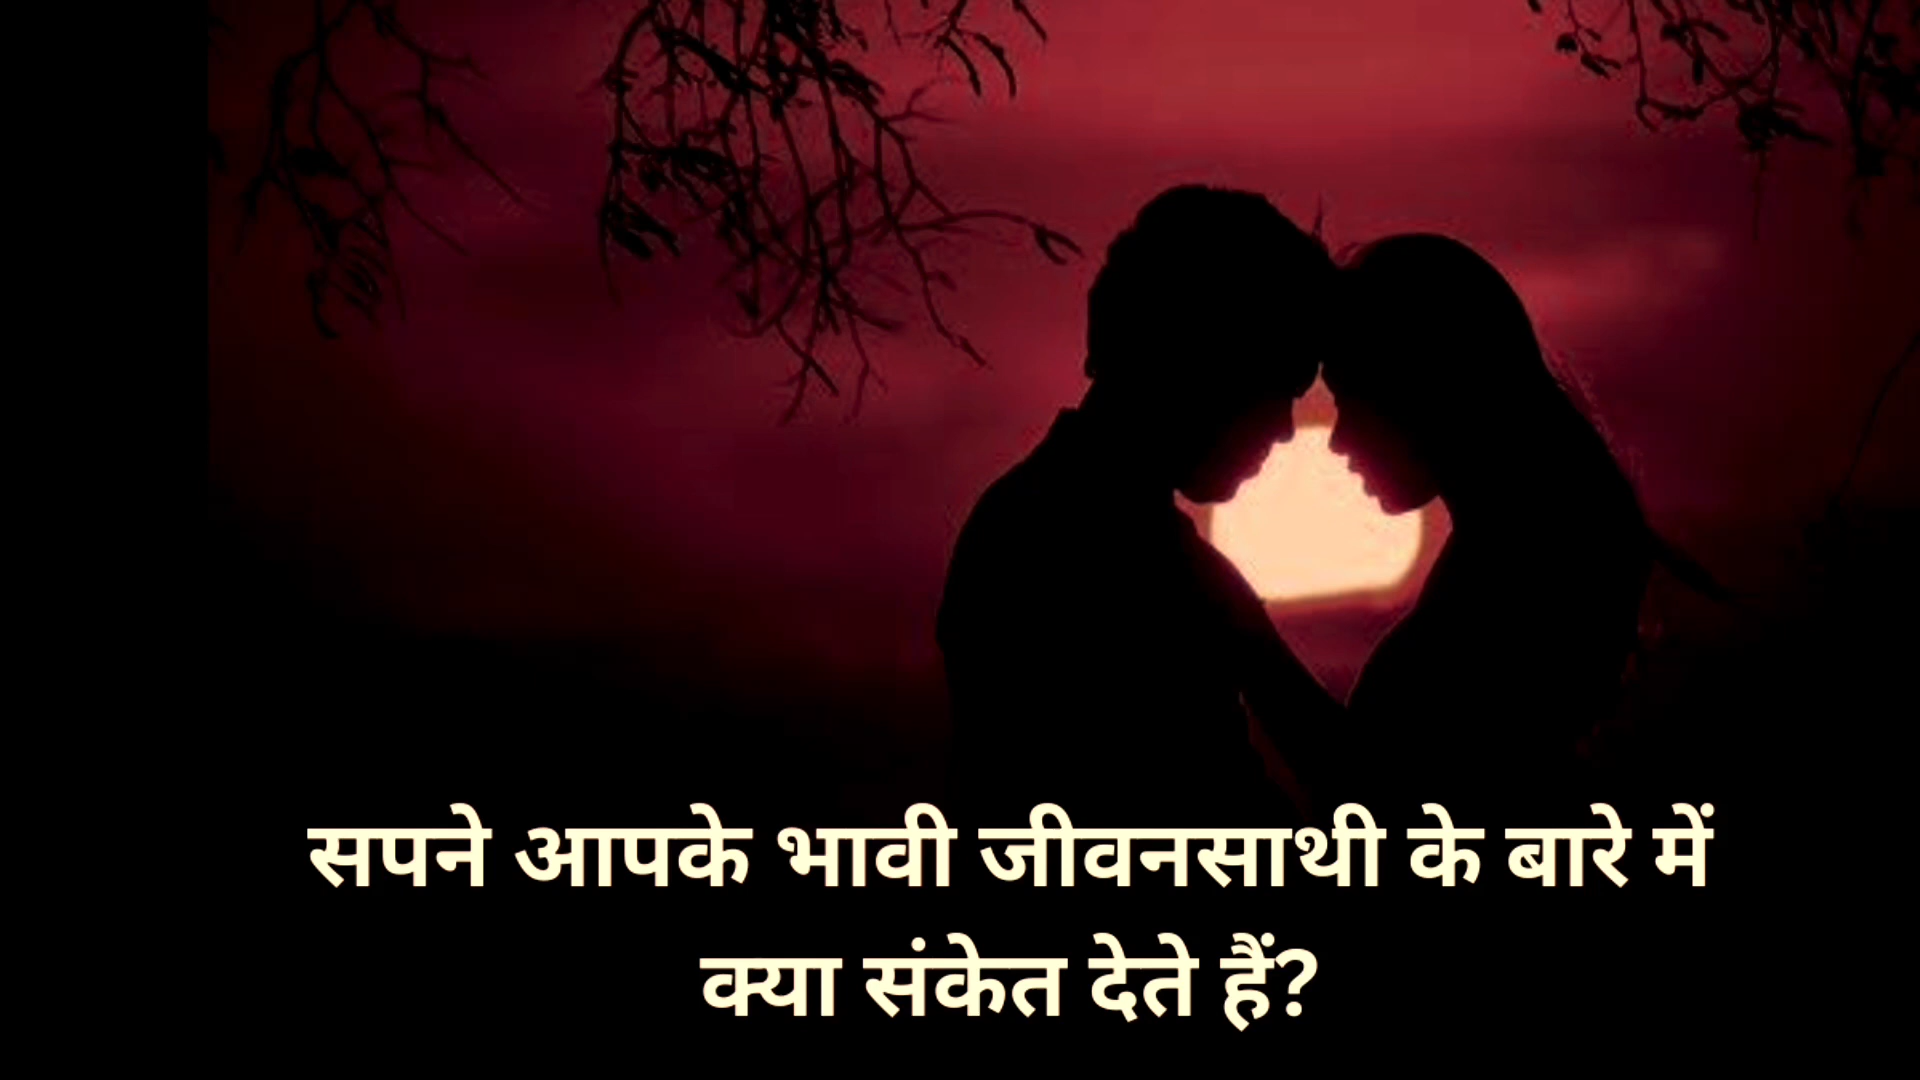 सपने आपके भावी जीवनसाथी के बारे में
क्या संकेत देते हैं?